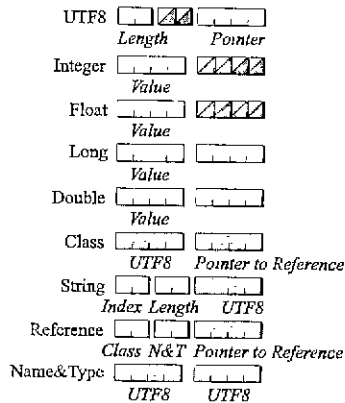 UTF8
Length Pointer
Integer
Value
Float
Value
Long
Value
Double
Value
Class
UTF8 Pointer to Reference
String
Index Length UTF8
Reference
Class N&T Pointer to Reference
Name&Type
UTF8 UTF8